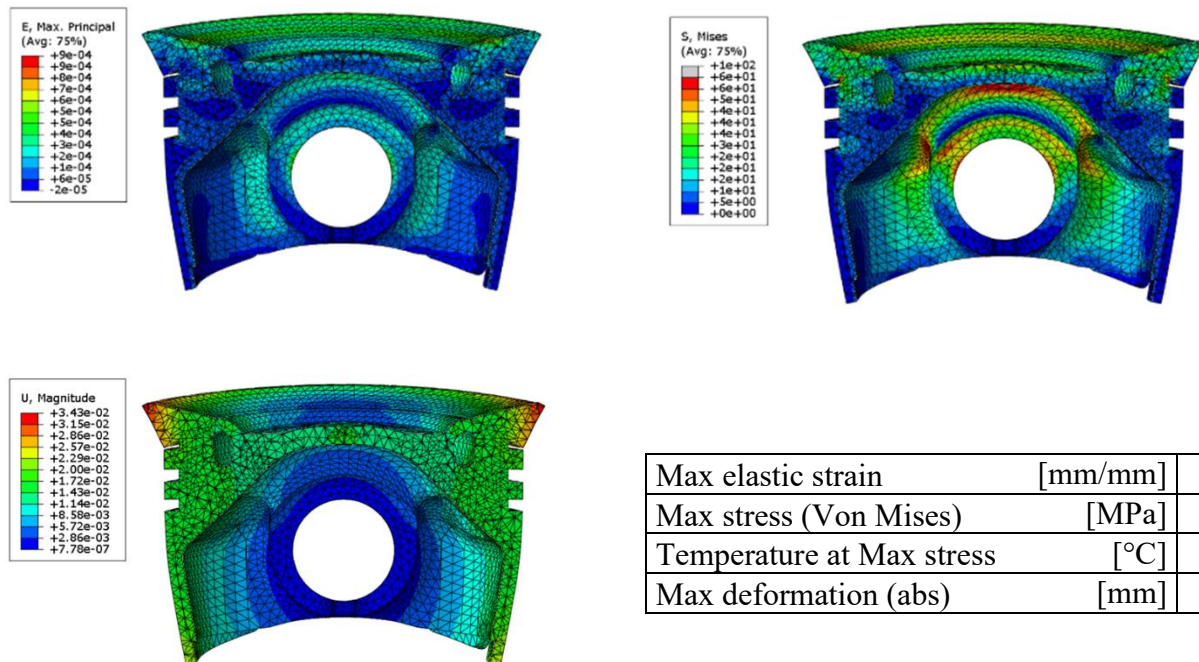 E, Max. Principal
(Avg: 75%)
+9e-04
+9e-04
+8e-04
+7e-04
+6e-04
+5e-04
+4e-04
+4e-04
+2e-04
+1e-04
+6e-05
-2e-05
S, Mises
(Avg: 75%)
+1e+02
+6e+01
+5e+01
+4e+01
+4e+01
+3e+01
+2e+01
+2e+01
+2e+01
+1e+01
+5e+00
+0e+00
U, Magnitude
+3.43e-02
+3.15e-02
+2.86e-02
+2.57e-02
+2.29e-02
+2.00e-02
+1.72e-02
+1.43e-02
+1.14e-02
+8.58e-03
+5.72e-03
+2.86e-03
+7.78e-07
Max elastic strain [mm/mm]
Max stress (Von Mises) [MPa]
Temperature at Max stress [°C]
Max deformation (abs) [mm]